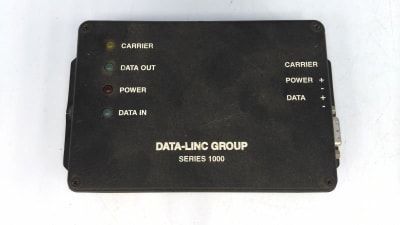 CARRIER
DATA OUT
POWER
DATA IN
CARRIER
POWER +
-
DATA +
-
DATA-LINC GROUP
SERIES 1000